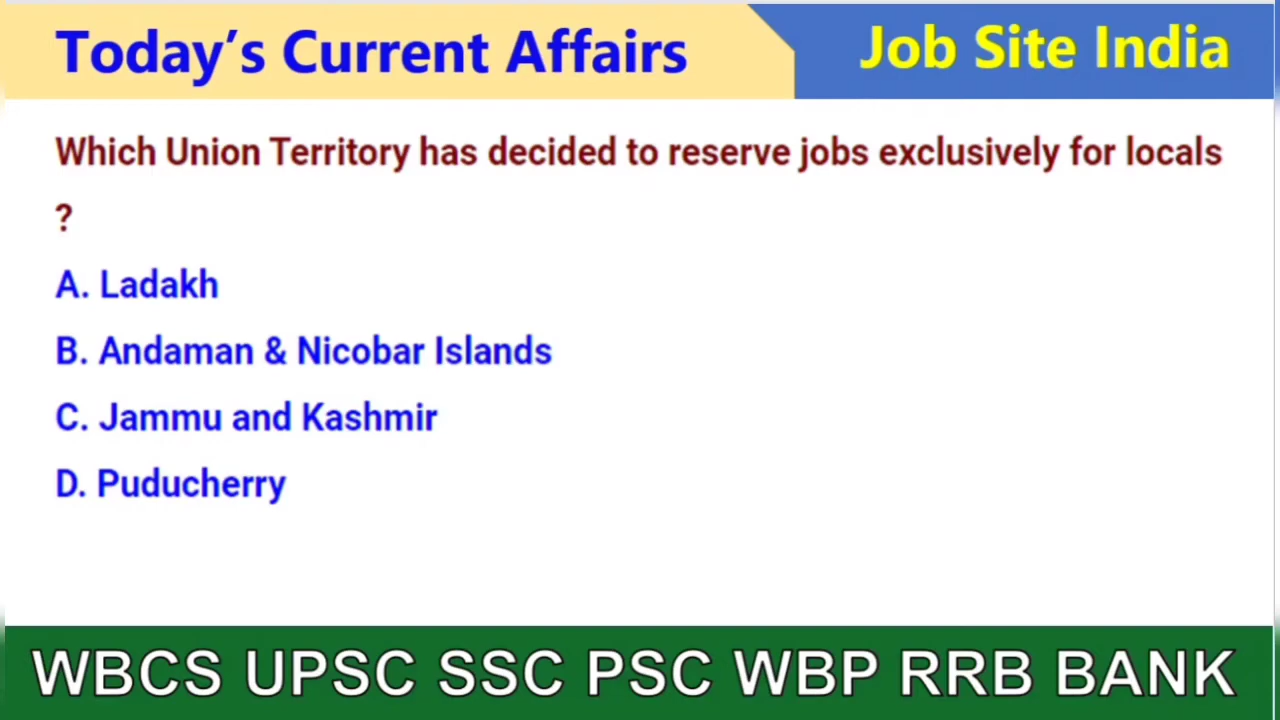 Today’s Current Affairs
Job Site India
Which Union Territory has decided to reserve jobs exclusively for locals
?
A. Ladakh
B. Andaman & Nicobar Islands
C. Jammu and Kashmir
D. Puducherry
WBCS UPSC SSC PSC WBP RRB BANK